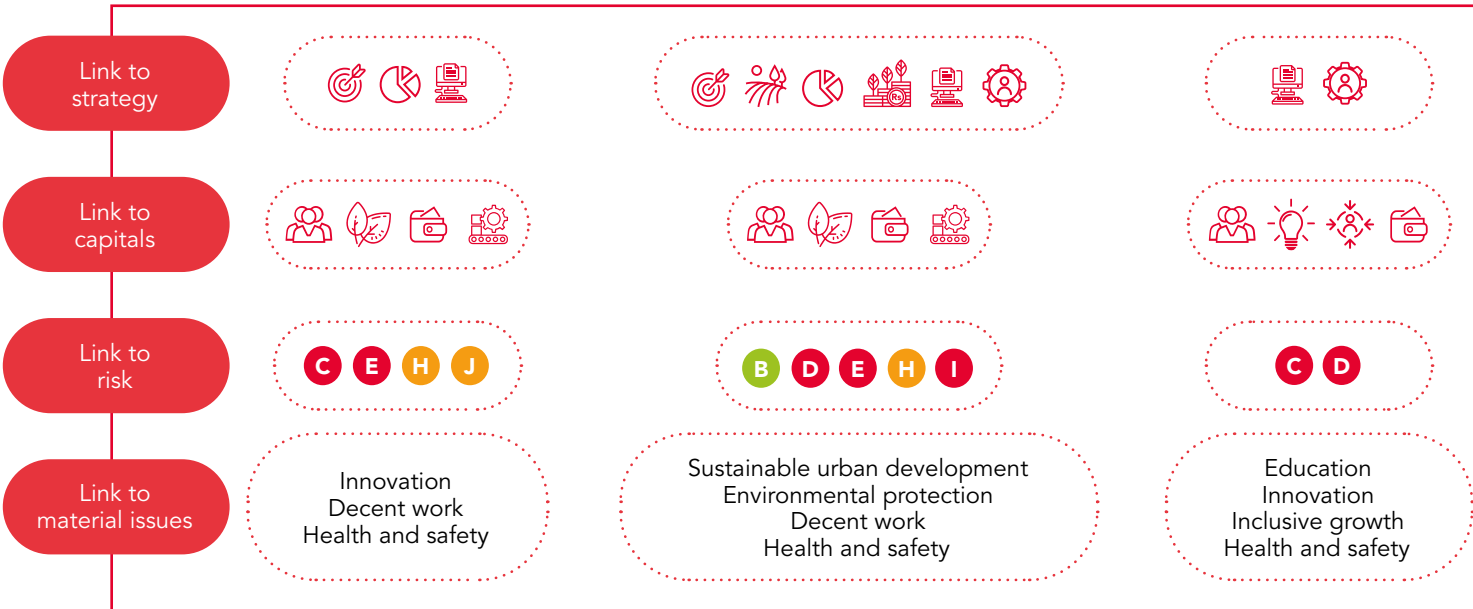 Link to
strategy
Rs
Link to
capitals
Link to
risk
C E H J
B D E H I
C D
Link to
material issues
Innovation
Decent work
Health and safety
Sustainable urban development
Environmental protection
Decent work
Health and safety
Education
Innovation
Inclusive growth
Health and safety